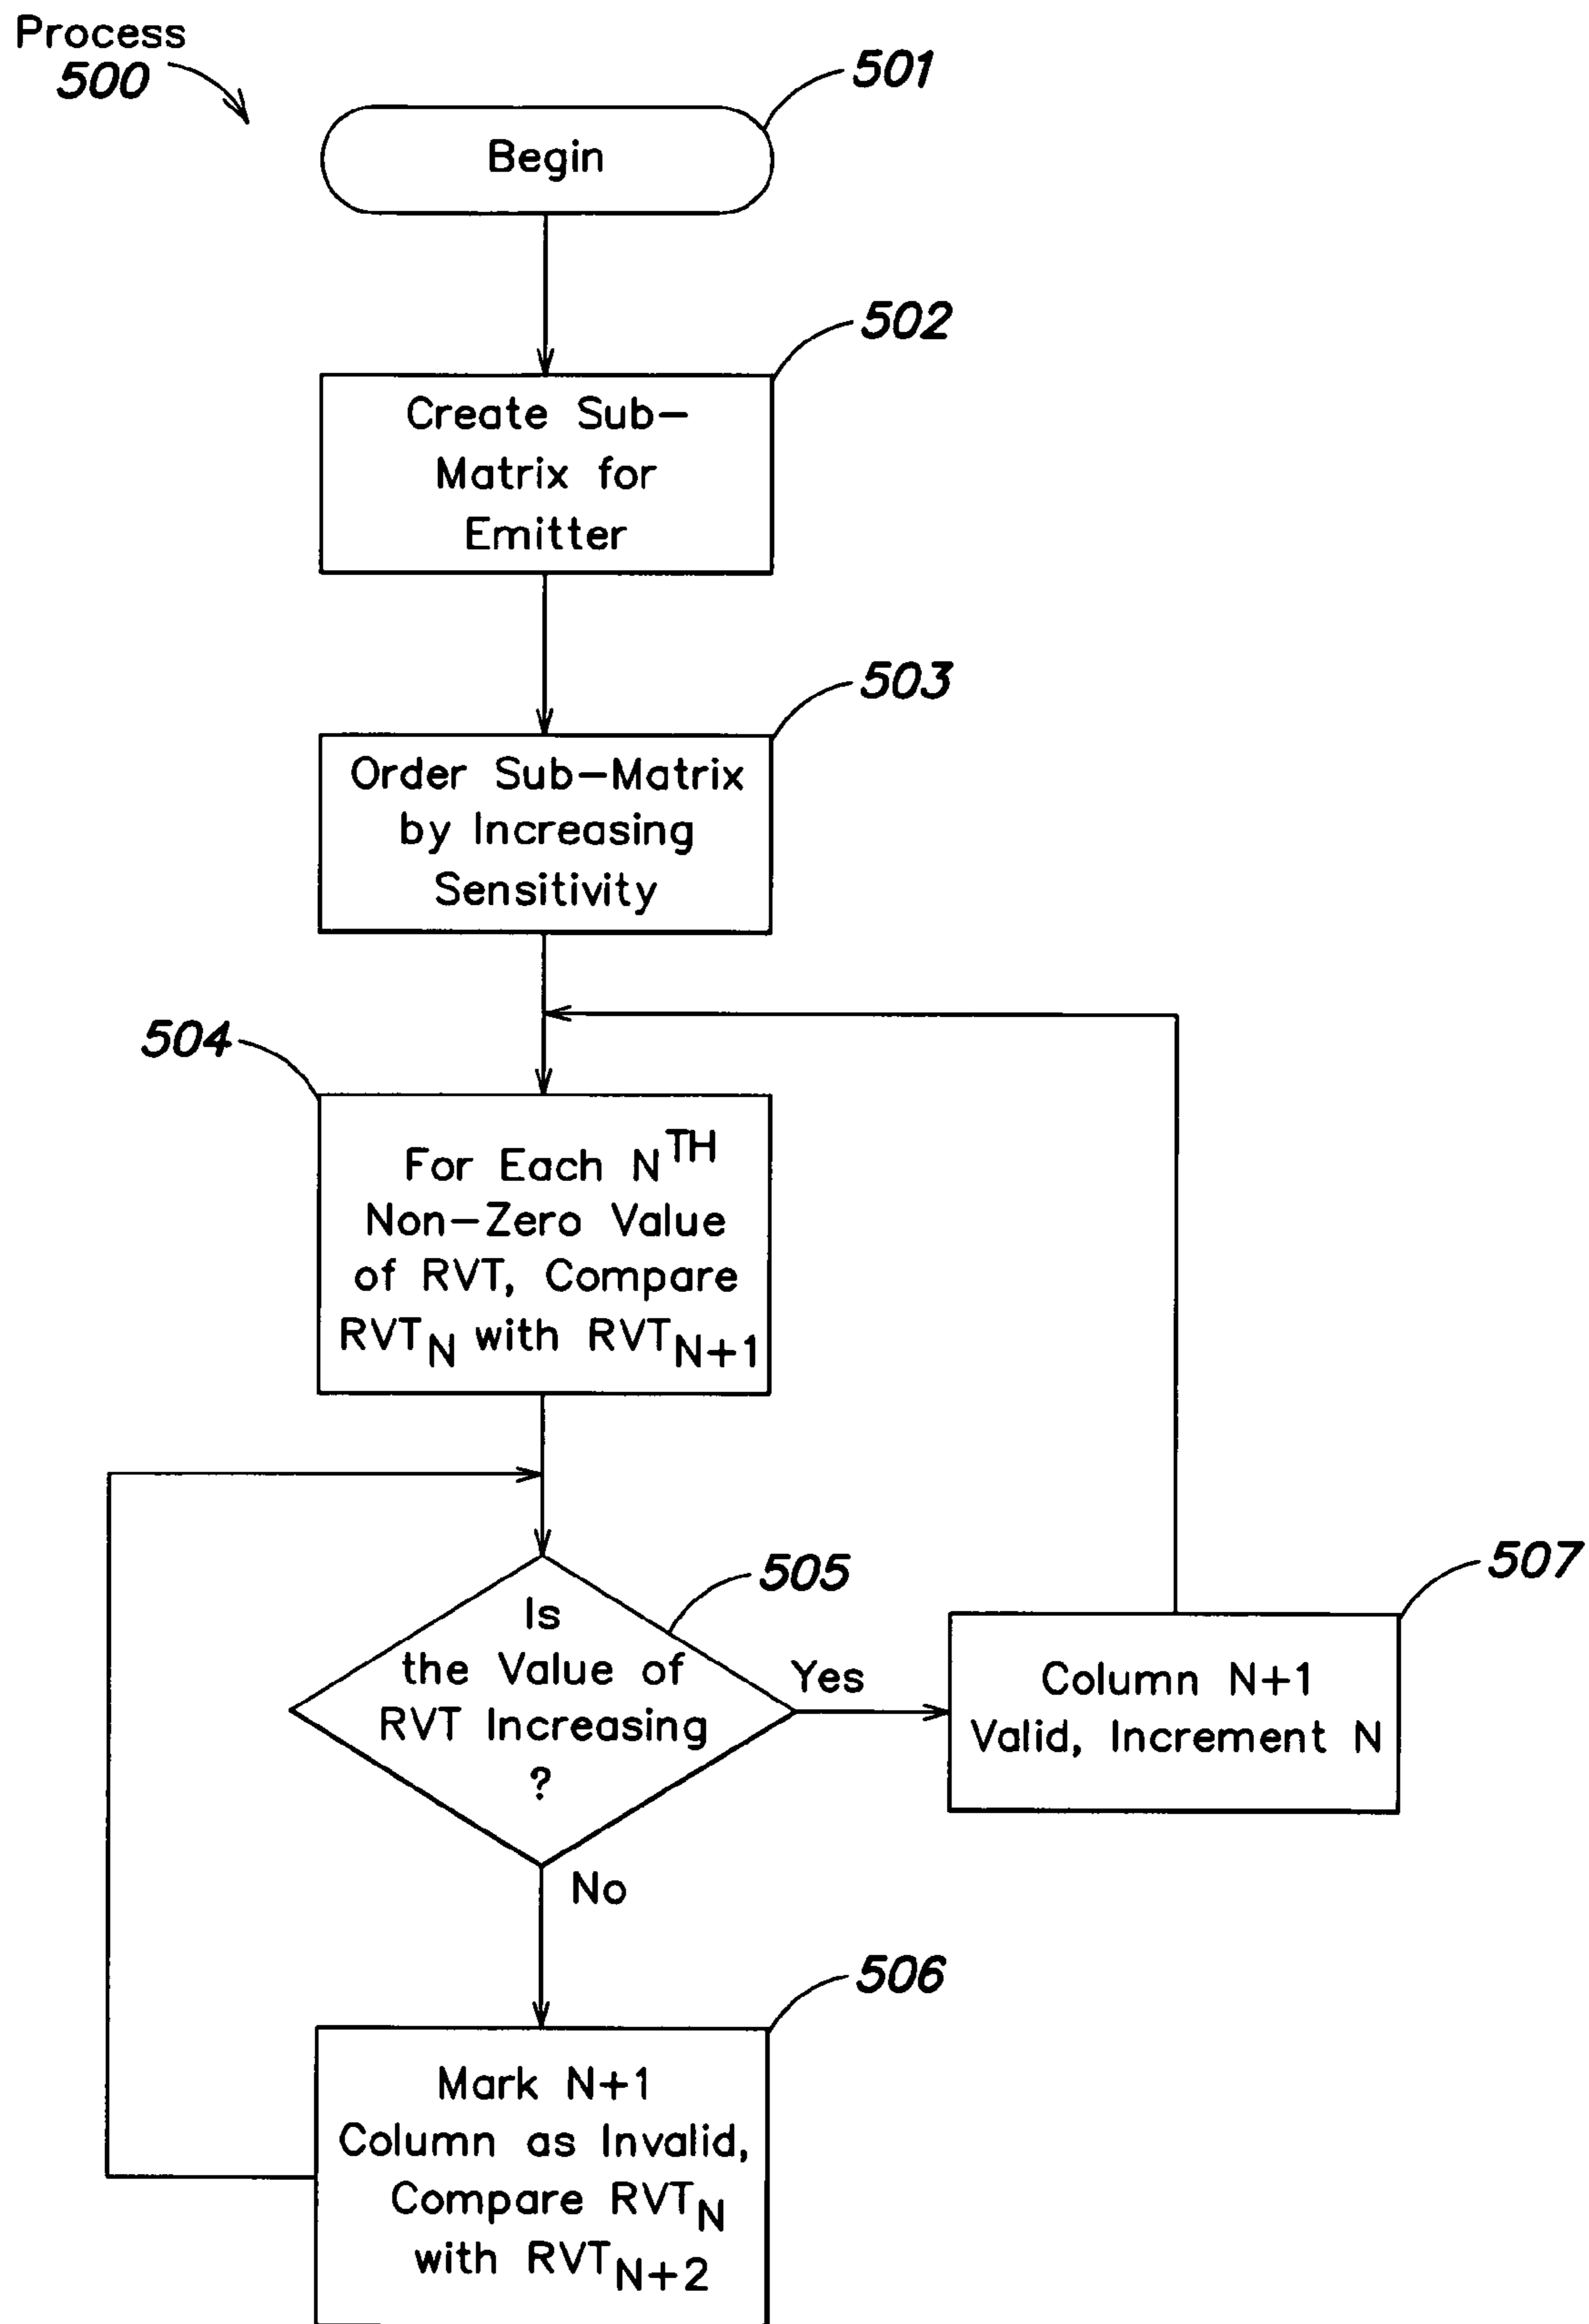 Process
500
501
Begin
502
Create Sub-
Matrix for
Emitter
503
Order Sub-Matrix
by Increasing
Sensitivity
504
For Each N^TH
Non-Zero Value
of RVT, Compare
RVT_N with RVT_N+1
505
Is
the Value of
RVT Increasing
?
Yes
507
Column N+1
Valid, Increment N
No
506
Mark N+1
Column as Invalid,
Compare RVT_N
with RVT_N+2